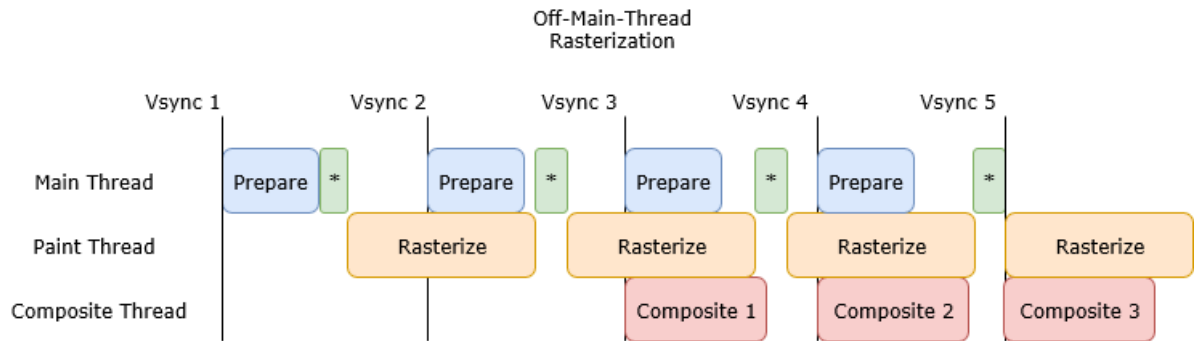 Off-Main-Thread
Rasterization
Vsync 1 Vsync 2 Vsync 3 Vsync 4 Vsync 5
Main Thread Prepare * Prepare * Prepare * Prepare *
Paint Thread Rasterize Rasterize Rasterize Rasterize
Composite Thread Composite 1 Composite 2 Composite 3